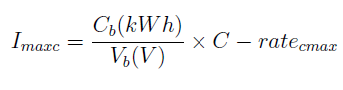 I_{maxc} = \frac{C_b(kWh)}{V_b(V)} \times C - rate_{cmax}